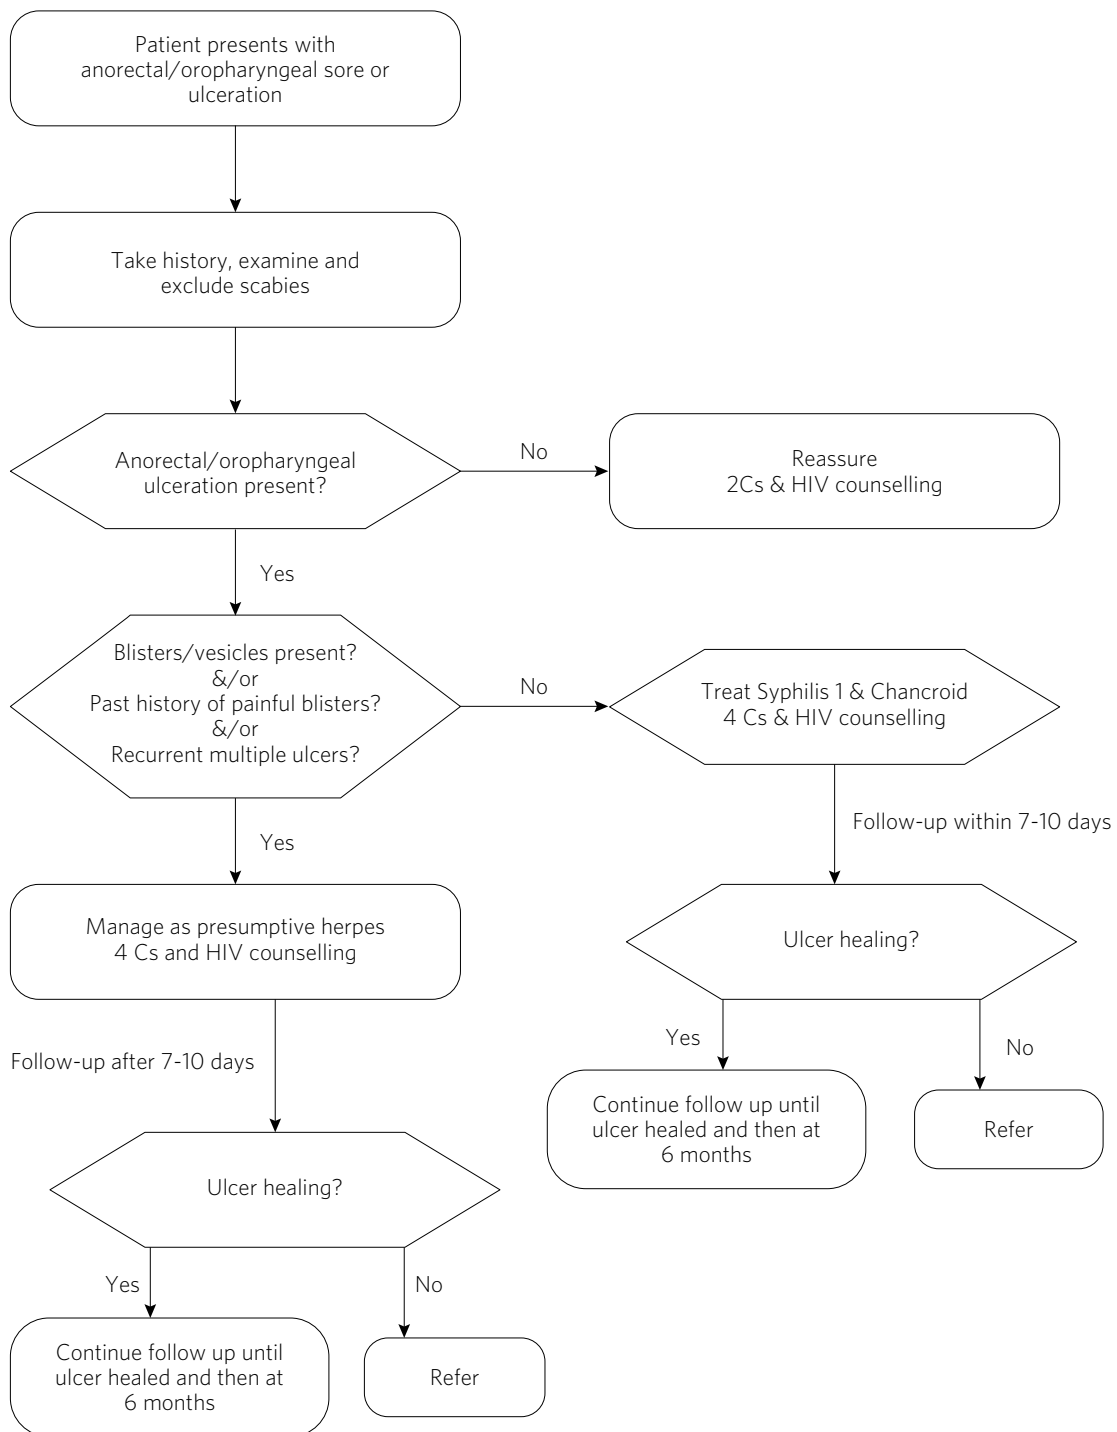 Patient presents with
anorectal/oropharyngeal sore or
ulceration
Take history, examine and
exclude scabies
Anorectal/oropharyngeal
ulceration present?
No
Reassure
2Cs & HIV counselling
Yes
Blisters/vesicles present?
&/or
Past history of painful blisters?
&/or
Recurrent multiple ulcers?
No
Treat Syphilis 1 & Chancroid
4 Cs & HIV counselling
Yes
Follow-up within 7-10 days
Manage as presumptive herpes
4 Cs and HIV counselling
Ulcer healing?
Follow-up after 7-10 days
Yes
No
Continue follow up until
ulcer healed and then at
6 months
Refer
Ulcer healing?
Yes
No
Continue follow up until
ulcer healed and then at
6 months
Refer